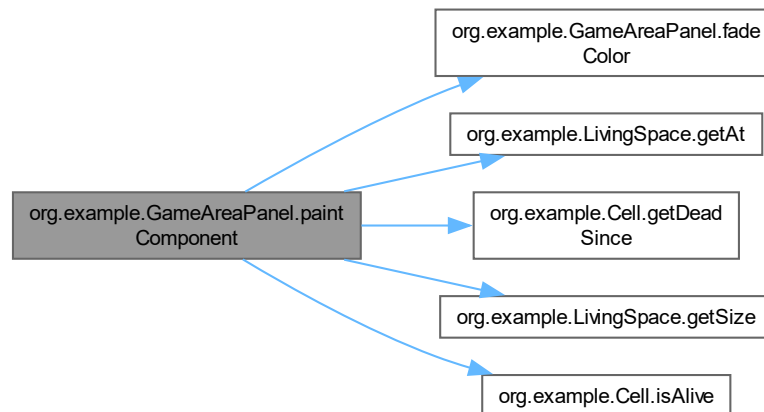 org.example.GameAreaPanel.fade
Color
org.example.LivingSpace.getAt
org.example.GameAreaPanel.paint
Component
org.example.Cell.getDead
Since
org.example.LivingSpace.getSize
org.example.Cell.isAlive